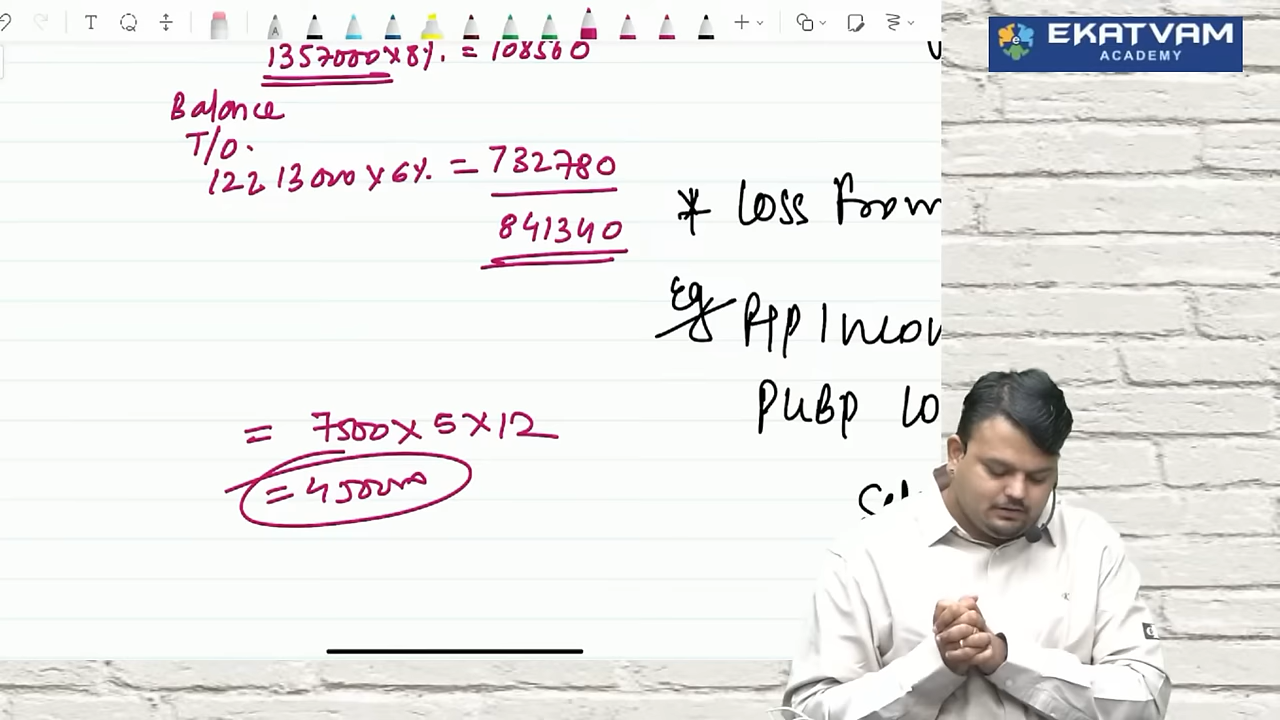 EKATVAM
ACADEMY
1357000 x 8% = 108560
Balance
T/O.
12213000 x 6% = 732780
841340
* Loss from
Eg PGP Incom
PUBP Lo
= 7500 x 5 x 12
= 450000